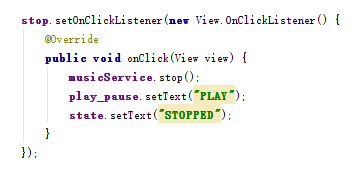 stop.setOnClickListener(new View.OnClickListener() {
    @Override
    public void onClick(View view) {
        musicService.stop();
        play_pause.setText("PLAY");
        state.setText("STOPPED");
    }
});